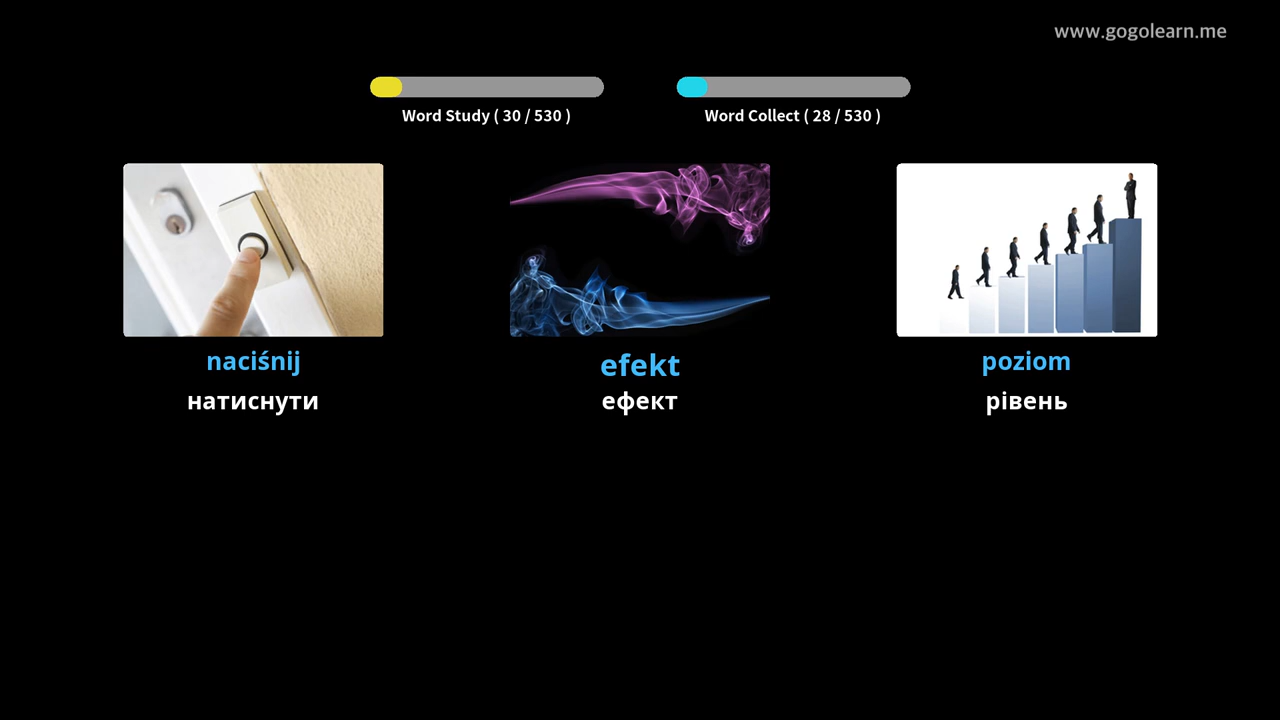 www.gogolearn.me
Word Study ( 30 / 530 )
Word Collect ( 28 / 530 )
naciśnij
натиснути
efekt
ефект
poziom
рівень